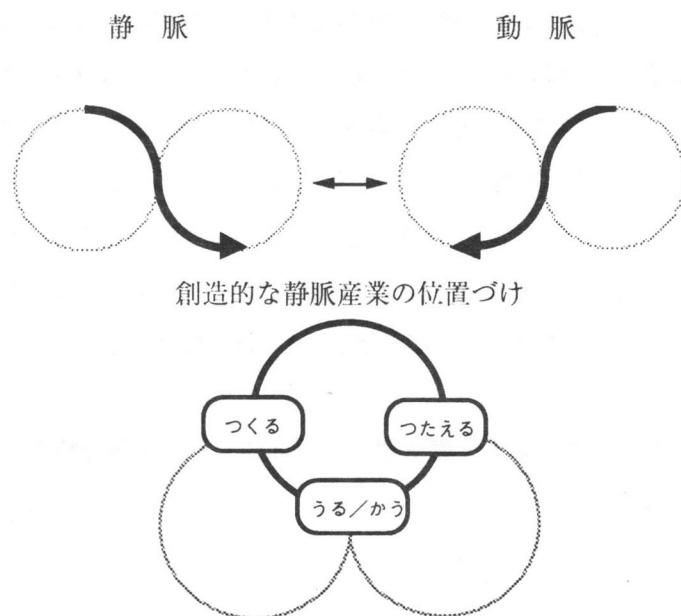 静　脈
動　脈
創造的な静脈産業の位置づけ
つくる
つたえる
うる／かう